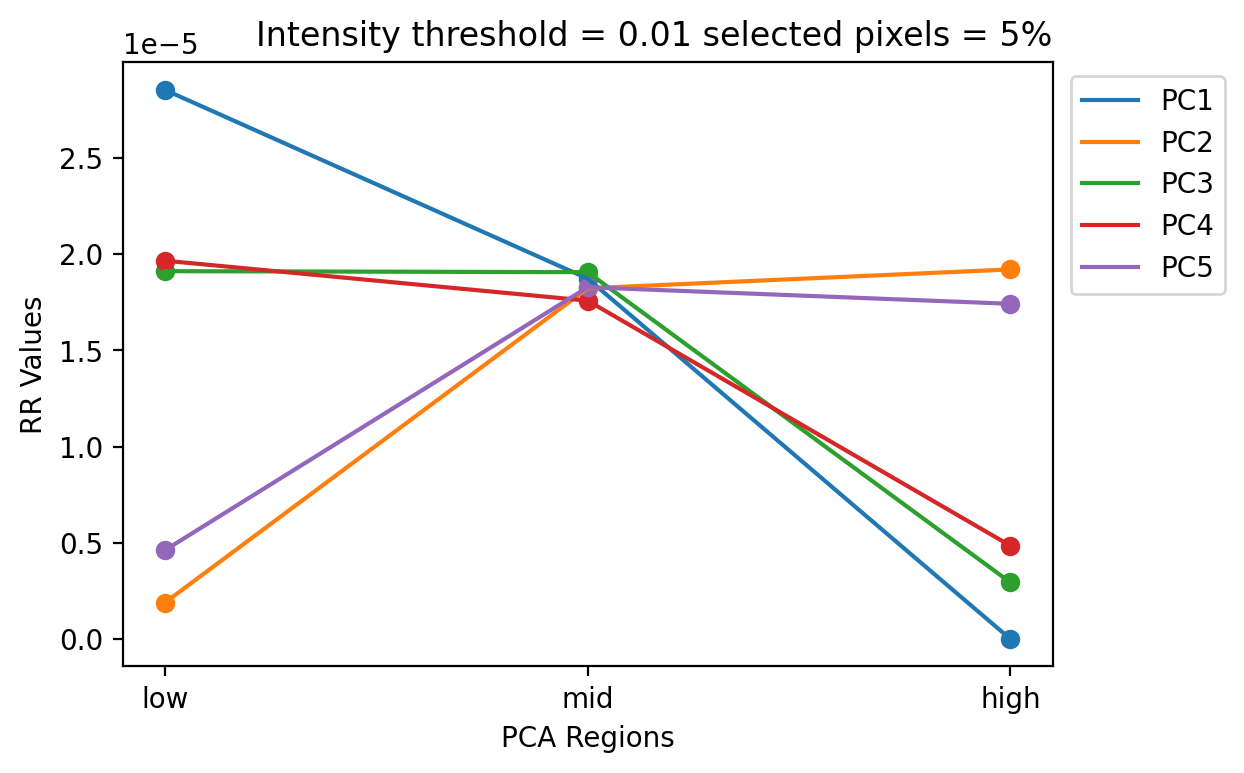 Intensity threshold = 0.01 selected pixels = 5%
1e−5
2.5
2.0
1.5
1.0
0.5
0.0
RR Values
low mid high
PCA Regions
PC1
PC2
PC3
PC4
PC5